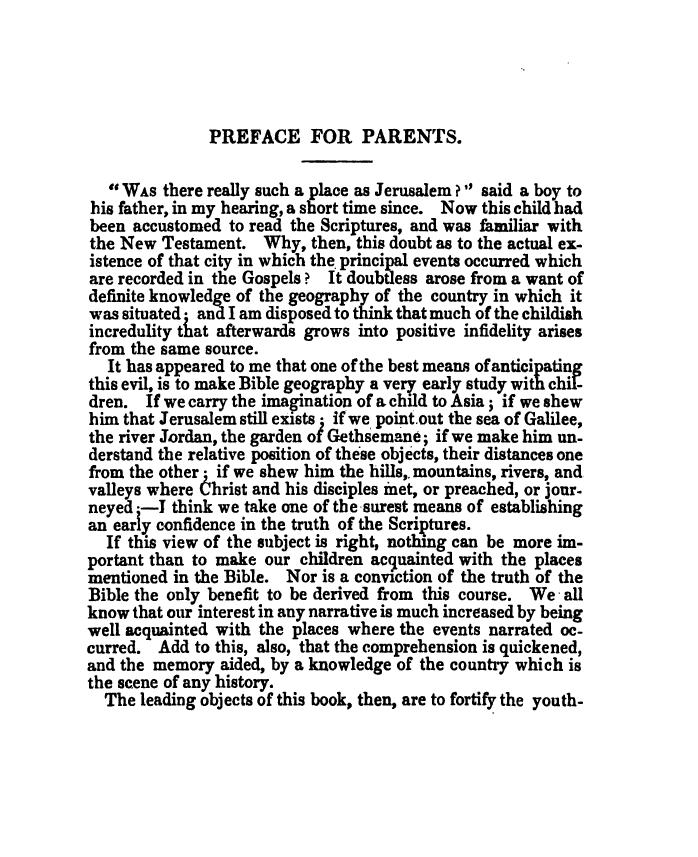 PREFACE FOR PARENTS.
"WAS there really such a place as Jerusalem?" said a boy to
his father, in my hearing, a short time since. Now this child had
been accustomed to read the Scriptures, and was familiar with
the New Testament. Why, then, this doubt as to the actual ex-
istence of that city in which the principal events occurred which
are recorded in the Gospels? It doubtless arose from a want of
definite knowledge of the geography of the country in which it
was situated; and I am disposed to think that much of the childish
incredulity that afterwards grows into positive infidelity arises
from the same source.
It has appeared to me that one of the best means of anticipating
this evil, is to make Bible geography a very early study with chil-
dren. If we carry the imagination of a child to Asia; if we shew
him that Jerusalem still exists; if we point out the sea of Galilee,
the river Jordan, the garden of Gethsemane; if we make him un-
derstand the relative position of these objects, their distances one
from the other; if we shew him the hills, mountains, rivers, and
valleys where Christ and his disciples met, or preached, or jour-
neyed;—I think we take one of the surest means of establishing
an early confidence in the truth of the Scriptures.
If this view of the subject is right, nothing can be more im-
portant than to make our children acquainted with the places
mentioned in the Bible. Nor is a conviction of the truth of the
Bible the only benefit to be derived from this course. We all
know that our interest in any narrative is much increased by being
well acquainted with the places where the events narrated oc-
curred. Add to this, also, that the comprehension is quickened,
and the memory aided, by a knowledge of the country which is
the scene of any history.
The leading objects of this book, then, are to fortify the youth-